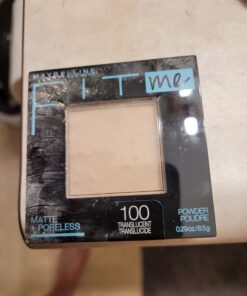 MAYBELLINE
FIT me
MATTE
+ PORELESS
100
TRANSLUCENT
TRANSLUCIDE
POWDER
POUDRE
0.29oz/8.5g